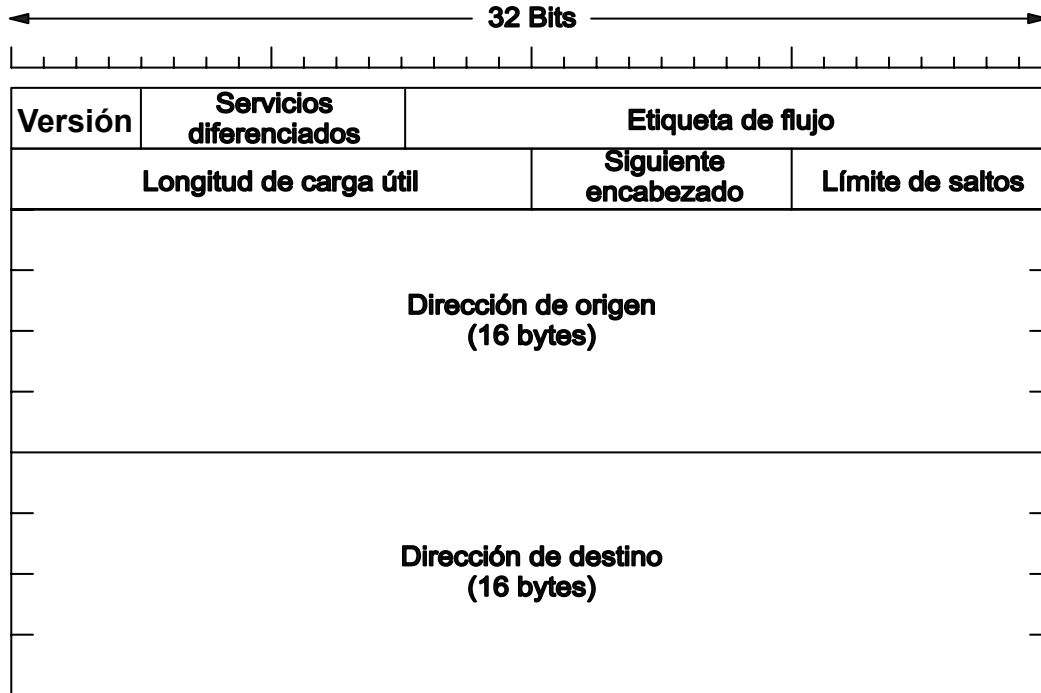 32 Bits
Versión
Servicios
diferenciados
Etiqueta de flujo
Longitud de carga útil
Siguiente
encabezado
Límite de saltos
Dirección de origen
(16 bytes)
Dirección de destino
(16 bytes)